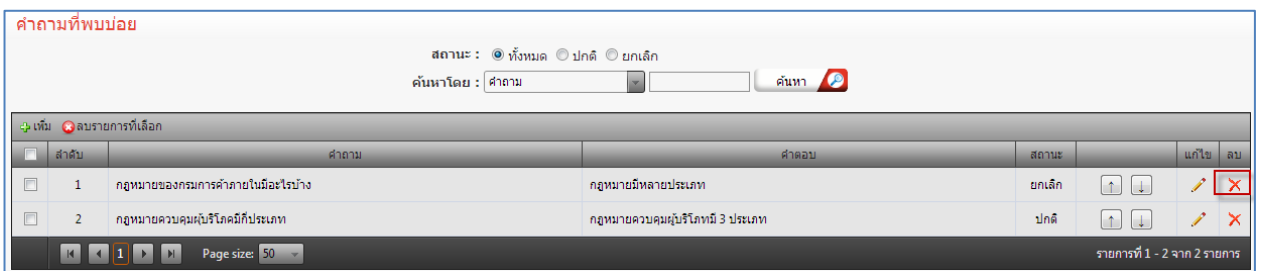 คำถามที่พบบ่อย
สถานะ : ทั้งหมด ปกติ ยกเลิก
ค้นหาโดย : คำถาม ค้นหา
เพิ่ม ลบรายการที่เลือก
ลำดับ คำถาม คำตอบ สถานะ แก้ไข ลบ
1 กฎหมายของกรมการค้าภายในมีอะไรบ้าง กฎหมายมีหลายประเภท ยกเลิก
2 กฎหมายควบคุมผู้บริโภคมีกี่ประเภท กฎหมายควบคุมผู้บริโภทมี 3 ประเภท ปกติ
1 Page size: 50 รายการที่ 1 - 2 จาก 2 รายการ